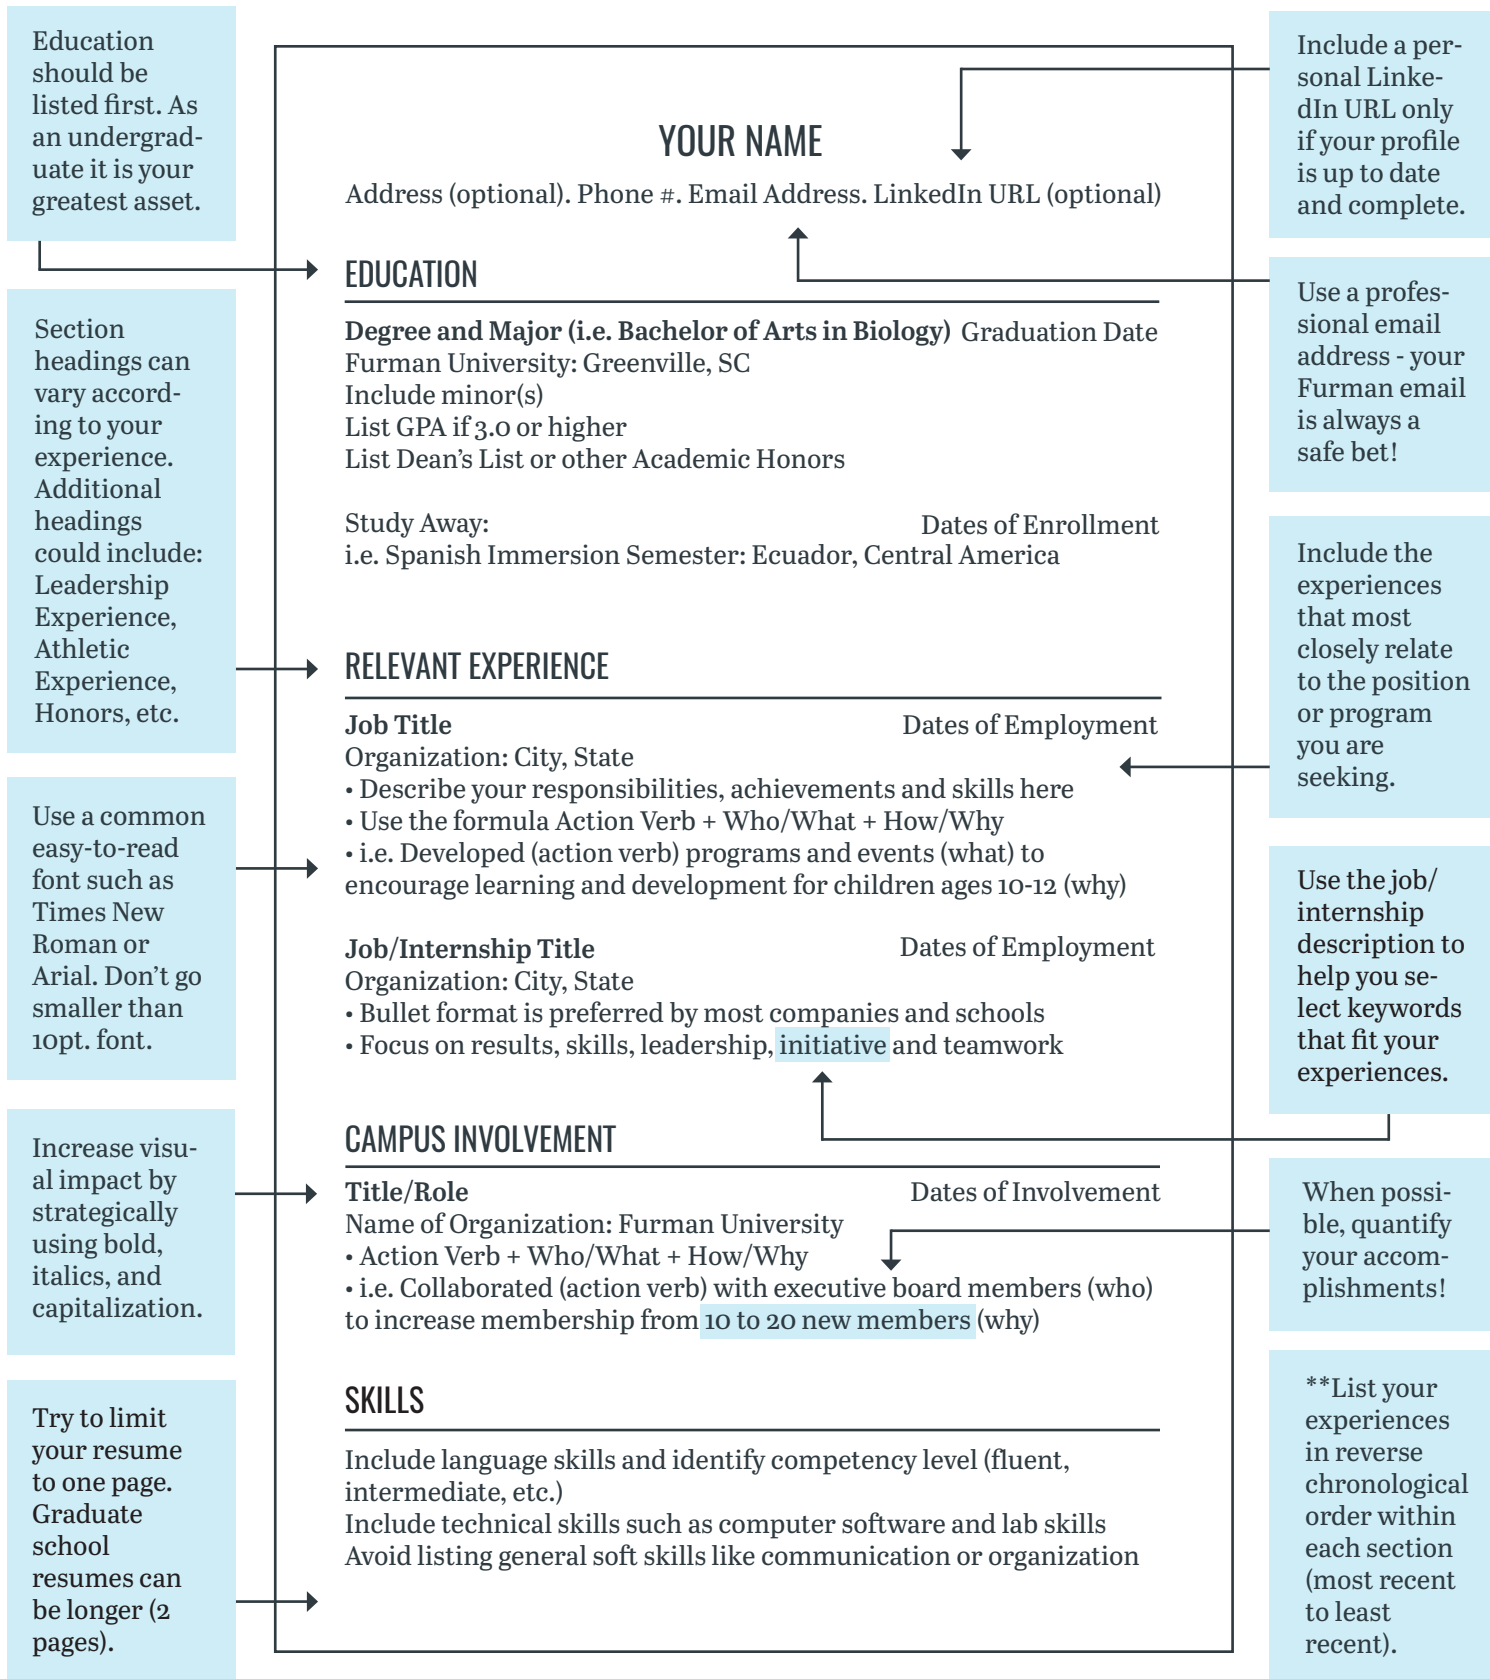 Education
should be
listed first. As
an undergrad-
uate it is your
greatest asset.
Section
headings can
vary accord-
ing to your
experience.
Additional
headings
could include:
Leadership
Experience,
Athletic
Experience,
Honors, etc.
Use a common
easy-to-read
font such as
Times New
Roman or
Arial. Don’t go
smaller than
10pt. font.
Increase visu-
al impact by
strategically
using bold,
italics, and
capitalization.
Try to limit
your resume
to one page.
Graduate
school
resumes can
be longer (2
pages).
YOUR NAME
Address (optional). Phone #. Email Address. LinkedIn URL (optional)
EDUCATION
Degree and Major (i.e. Bachelor of Arts in Biology) Graduation Date
Furman University: Greenville, SC
Include minor(s)
List GPA if 3.0 or higher
List Dean’s List or other Academic Honors
Study Away: Dates of Enrollment
i.e. Spanish Immersion Semester: Ecuador, Central America
RELEVANT EXPERIENCE
Job Title Dates of Employment
Organization: City, State
• Describe your responsibilities, achievements and skills here
• Use the formula Action Verb + Who/What + How/Why
• i.e. Developed (action verb) programs and events (what) to
encourage learning and development for children ages 10-12 (why)
Job/Internship Title Dates of Employment
Organization: City, State
• Bullet format is preferred by most companies and schools
• Focus on results, skills, leadership, initiative and teamwork
CAMPUS INVOLVEMENT
Title/Role Dates of Involvement
Name of Organization: Furman University
• Action Verb + Who/What + How/Why
• i.e. Collaborated (action verb) with executive board members (who)
to increase membership from 10 to 20 new members (why)
SKILLS
Include language skills and identify competency level (fluent,
intermediate, etc.)
Include technical skills such as computer software and lab skills
Avoid listing general soft skills like communication or organization
Include a per-
sonal Linke-
dIn URL only
if your profile
is up to date
and complete.
Use a profes-
sional email
address - your
Furman email
is always a
safe bet!
Include the
experiences
that most
closely relate
to the position
or program
you are
seeking.
Use the job/
internship
description to
help you se-
lect keywords
that fit your
experiences.
When possi-
ble, quantify
your accom-
plishments!
**List your
experiences
in reverse
chronological
order within
each section
(most recent
to least
recent).